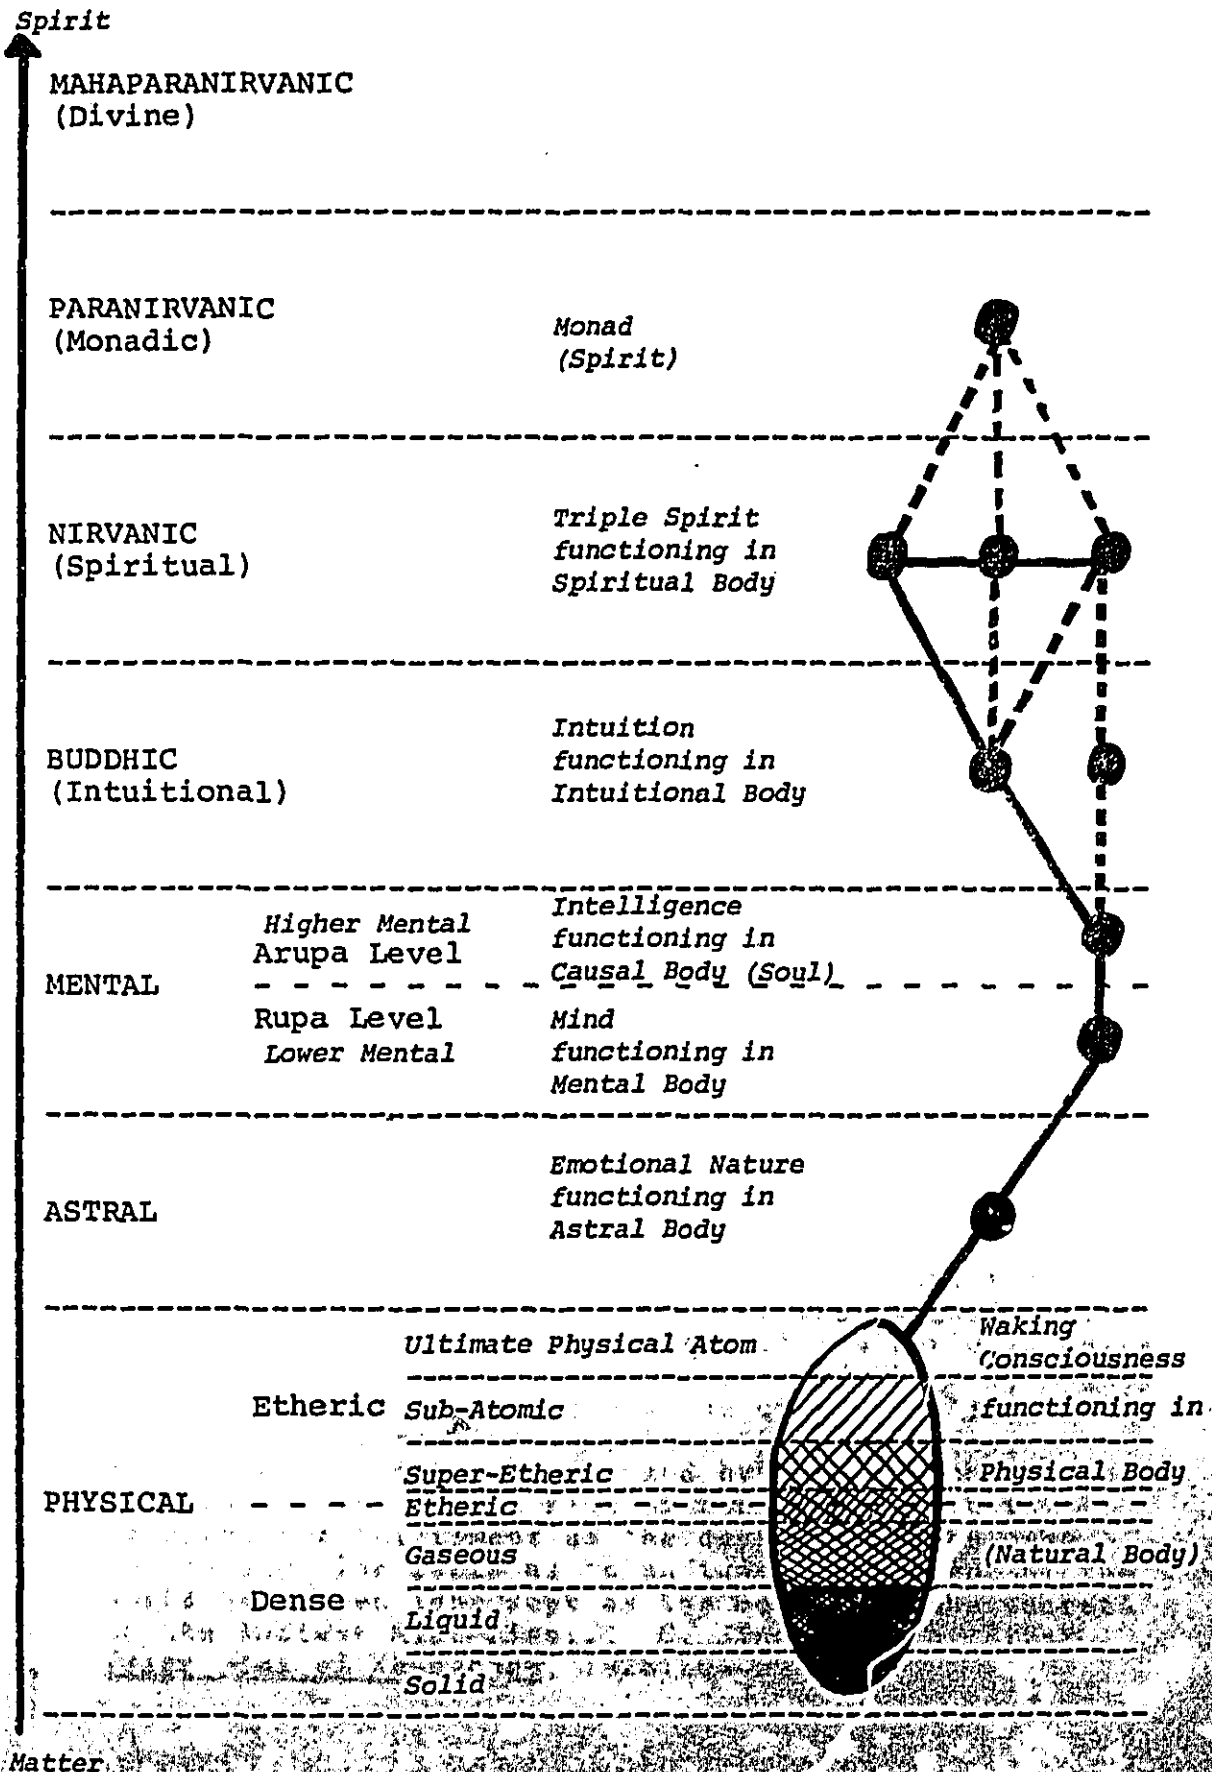 Spirit
MAHAPARANIRVANIC
(Divine)
PARANIRVANIC
(Monadic)
Monad
(Spirit)
NIRVANIC
(Spiritual)
Triple Spirit
functioning in
Spiritual Body
BUDDHIC
(Intuitional)
Intuition
functioning in
Intuitional Body
MENTAL
Higher Mental
Arupa Level
Intelligence
functioning in
Causal Body (Soul)
Rupa Level
Lower Mental
Mind
functioning in
Mental Body
ASTRAL
Emotional Nature
functioning in
Astral Body
PHYSICAL
Etheric
Ultimate Physical Atom
Sub-Atomic
Super-Etheric
Etheric
Dense
Gaseous
Liquid
Solid
Waking
Consciousness
functioning in
Physical Body
(Natural Body)
Matter